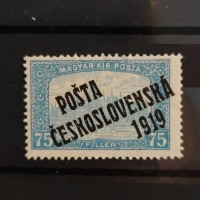 MAGYAR KIR. POSTA
POŠTA
ČESKOSLOVENSKÁ
1919
75 75
FILLÉR